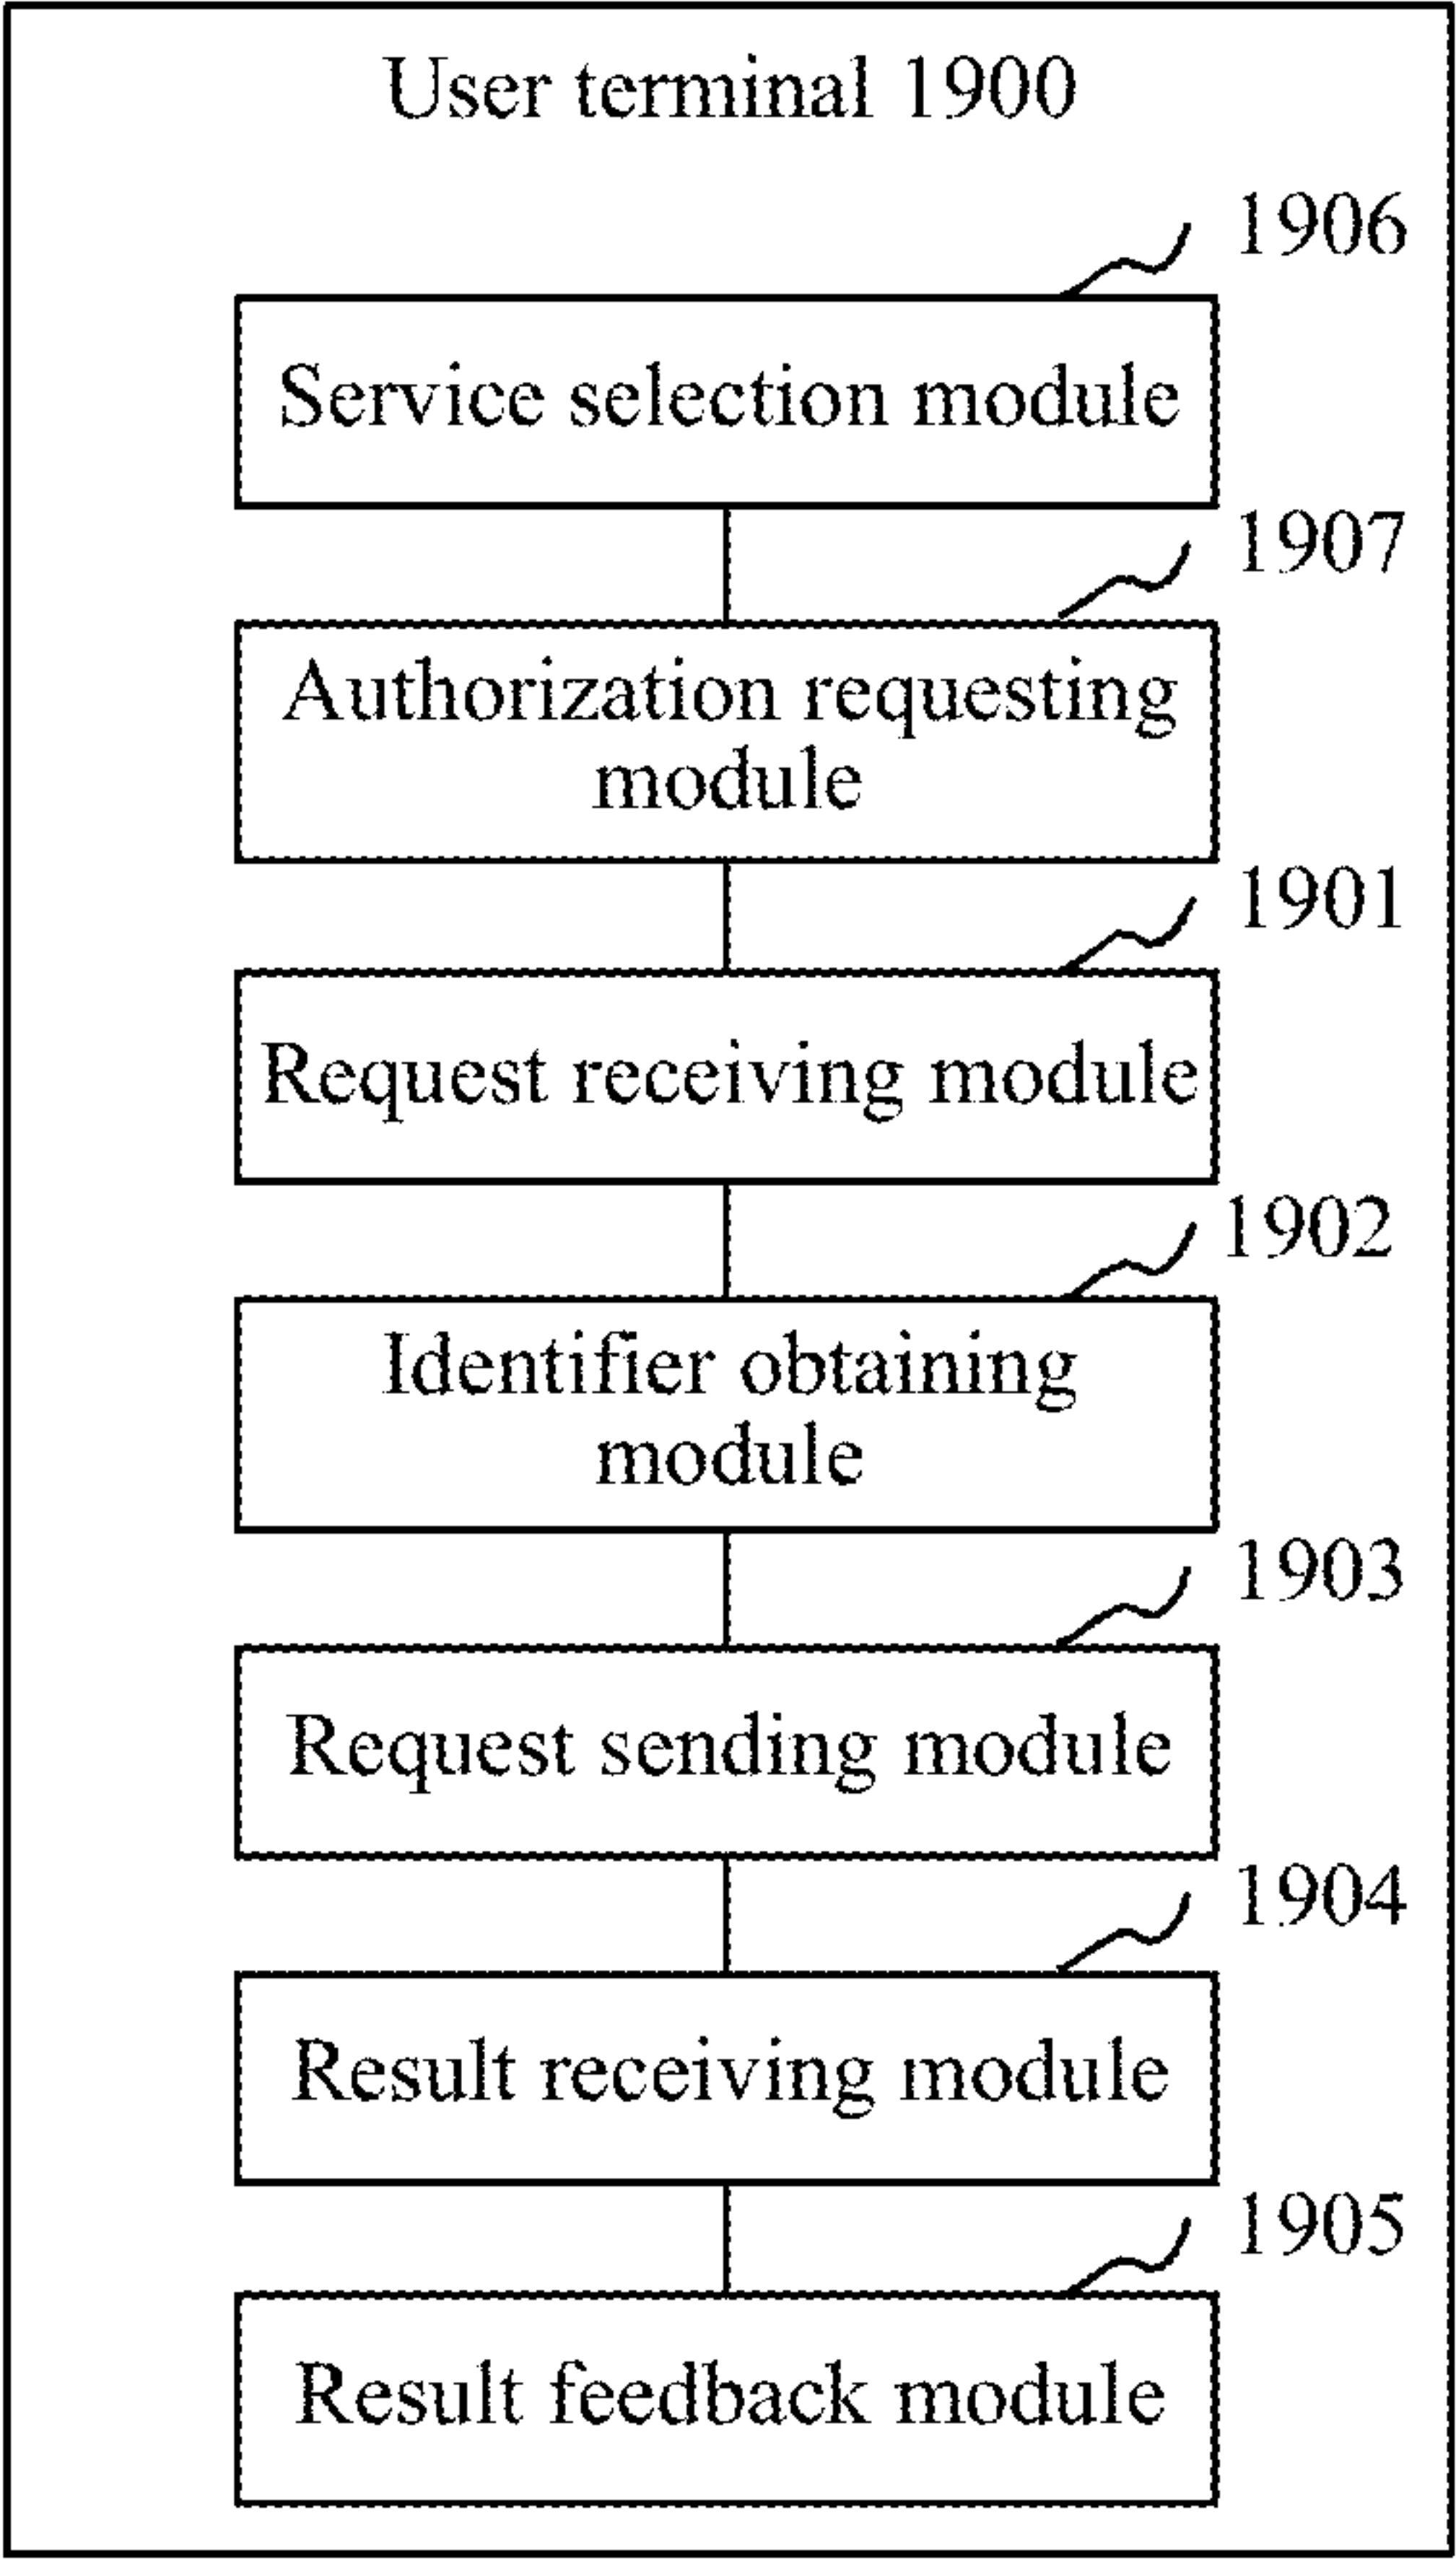 User terminal 1900
1906
Service selection module
1907
Authorization requesting
module
1901
Request receiving module
1902
Identifier obtaining
module
1903
Request sending module
1904
Result receiving module
1905
Result feedback module